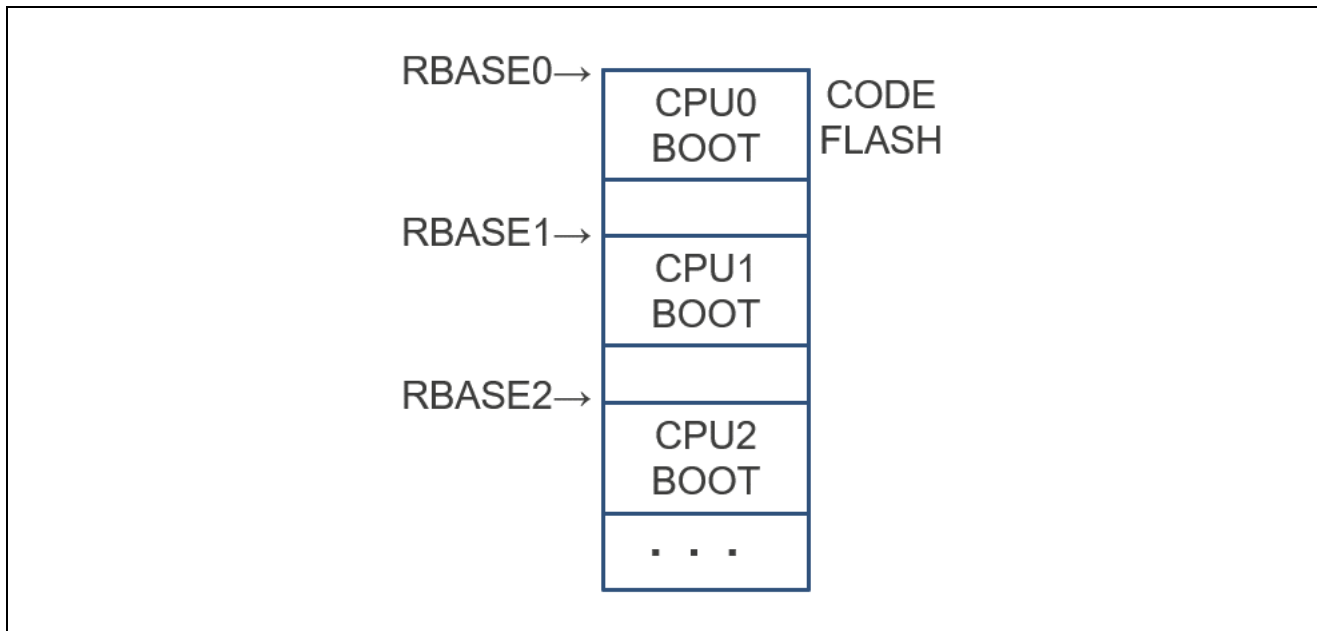 RBASE0→
CPU0
BOOT
CODE
FLASH
RBASE1→
CPU1
BOOT
RBASE2→
CPU2
BOOT
. . .